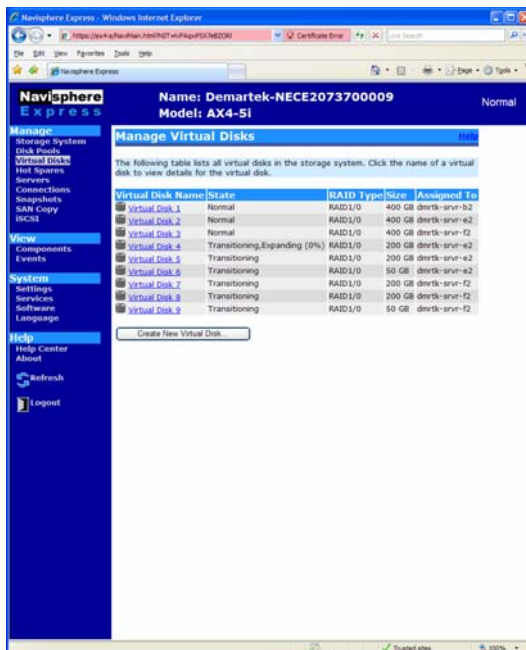 Navisphere Express - Windows Internet Explorer
Certificate Error
Live Search
File Edit View Favorites Tools Help
Navisphere Express
Page Tools
Navisphere
Express
Name: Demartek-NECE2073700009
Model: AX4-5i
Normal
Manage
Storage System
Disk Pools
Virtual Disks
Hot Spares
Servers
Connections
Snapshots
SAN Copy
iSCSI
View
Components
Events
System
Settings
Services
Software
Language
Help
Help Center
About
Refresh
Logout
Manage Virtual Disks Help
The following table lists all virtual disks in the storage system. Click the name of a virtual
disk to view details for the virtual disk.
Virtual Disk Name State RAID Type Size Assigned To
Virtual Disk 1 Normal RAID1/0 400 GB dmrtk-srvr-b2
Virtual Disk 2 Normal RAID1/0 400 GB dmrtk-srvr-e2
Virtual Disk 3 Normal RAID1/0 400 GB dmrtk-srvr-f2
Virtual Disk 4 Transitioning,Expanding (0%) RAID1/0 200 GB dmrtk-srvr-e2
Virtual Disk 5 Transitioning RAID1/0 200 GB dmrtk-srvr-e2
Virtual Disk 6 Transitioning RAID1/0 50 GB dmrtk-srvr-e2
Virtual Disk 7 Transitioning RAID1/0 200 GB dmrtk-srvr-f2
Virtual Disk 8 Transitioning RAID1/0 200 GB dmrtk-srvr-f2
Virtual Disk 9 Transitioning RAID1/0 50 GB dmrtk-srvr-f2
Create New Virtual Disk...
Trusted sites
100%